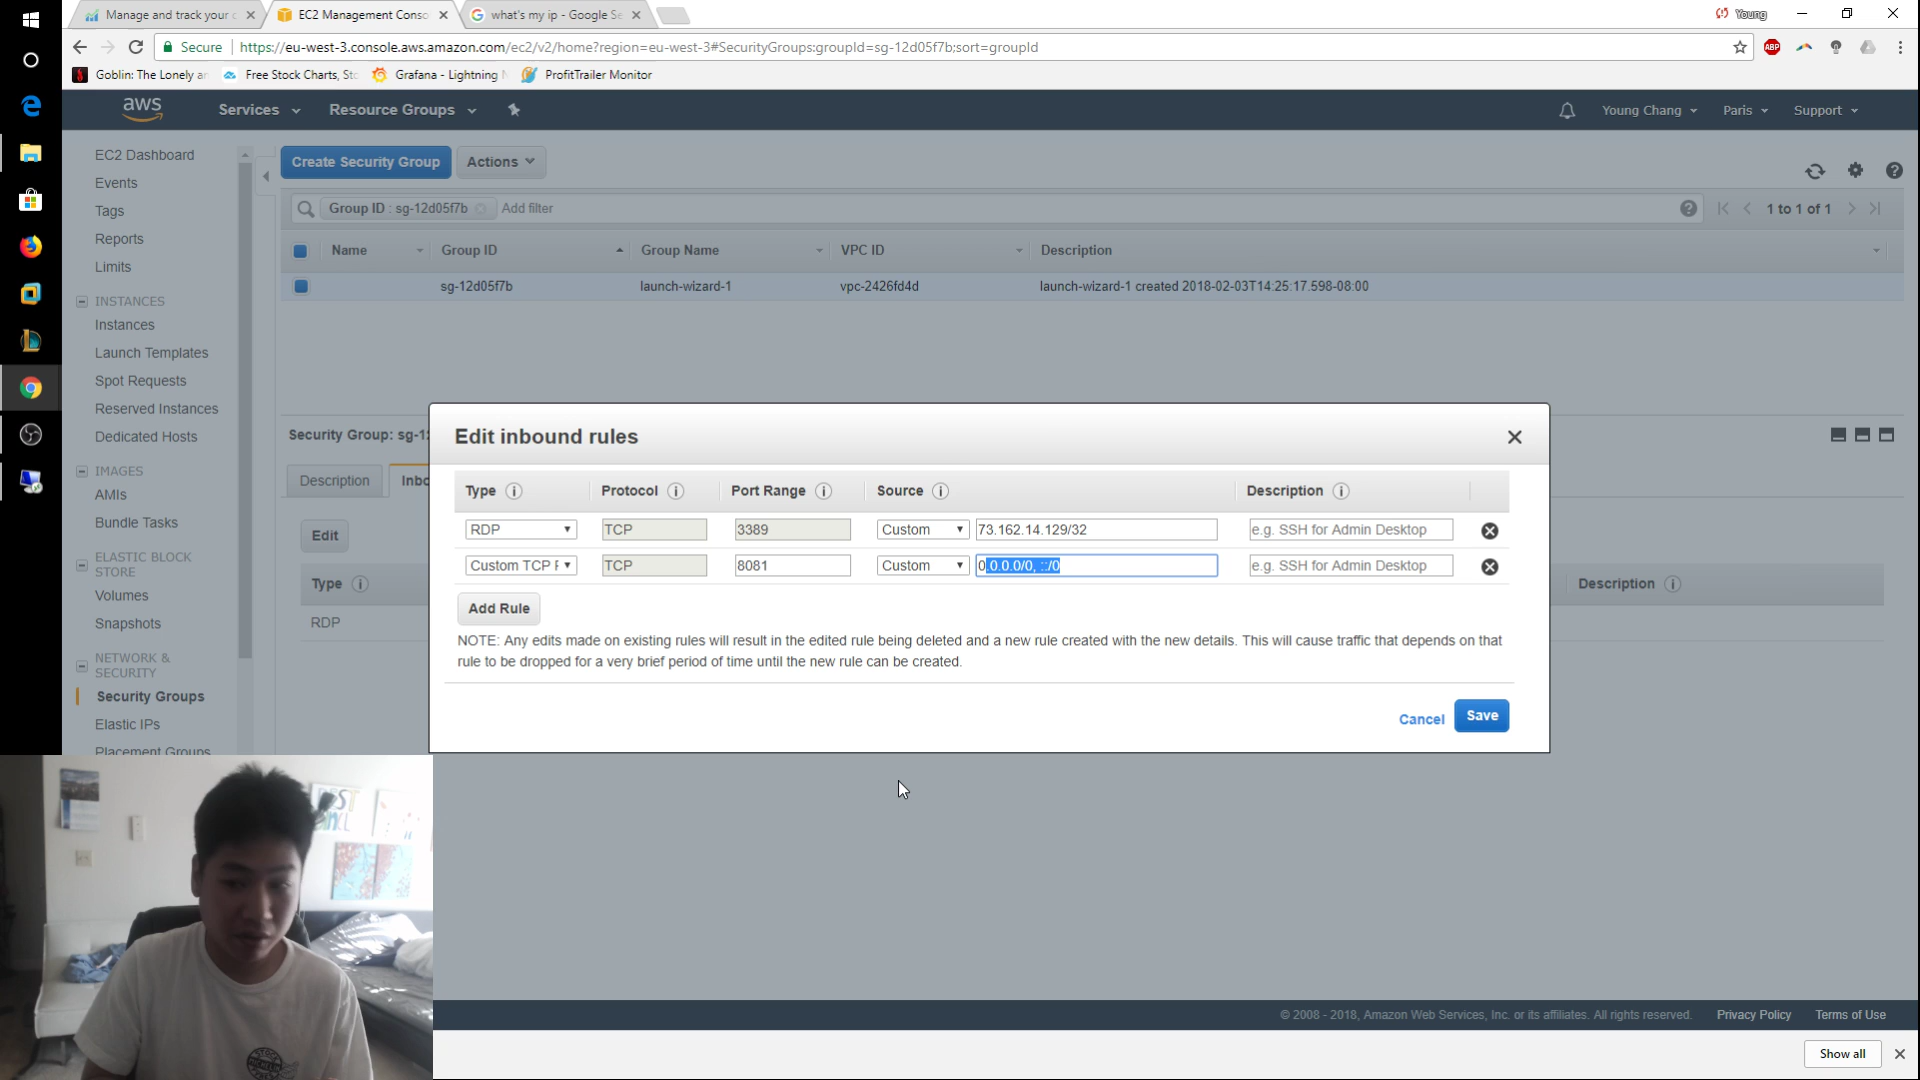 Manage and track your c
EC2 Management Conso
what's my ip - Google Se
Young
Secure
https://eu-west-3.console.aws.amazon.com/ec2/v2/home?region=eu-west-3#SecurityGroups:groupId=sg-12d05f7b;sort=groupId
ABP
Goblin: The Lonely an
Free Stock Charts, Sto
Grafana - Lightning
ProfitTrailer Monitor
aws
Services
Resource Groups
Young Chang
Paris
Support
EC2 Dashboard
Events
Tags
Reports
Limits
INSTANCES
Instances
Launch Templates
Spot Requests
Reserved Instances
Dedicated Hosts
IMAGES
AMIs
Bundle Tasks
ELASTIC BLOCK
STORE
Volumes
Snapshots
NETWORK &
SECURITY
Security Groups
Elastic IPs
Placement Groups
Create Security Group
Actions
Group ID : sg-12d05f7b
Add filter
1 to 1 of 1
Name
Group ID
Group Name
VPC ID
Description
sg-12d05f7b
launch-wizard-1
vpc-2426fd4d
launch-wizard-1 created 2018-02-03T14:25:17.598-08:00
Security Group: sg-1
Description
Inbo
Edit
Type
Description
RDP
Edit inbound rules
Type
Protocol
Port Range
Source
Description
RDP
TCP
3389
Custom
73.162.14.129/32
e.g. SSH for Admin Desktop
Custom TCP F
TCP
8081
Custom
0.0.0.0/0, ::/0
e.g. SSH for Admin Desktop
Add Rule
NOTE: Any edits made on existing rules will result in the edited rule being deleted and a new rule created with the new details. This will cause traffic that depends on that
rule to be dropped for a very brief period of time until the new rule can be created.
Cancel
Save
© 2008 - 2018, Amazon Web Services, Inc. or its affiliates. All rights reserved.
Privacy Policy
Terms of Use
Show all